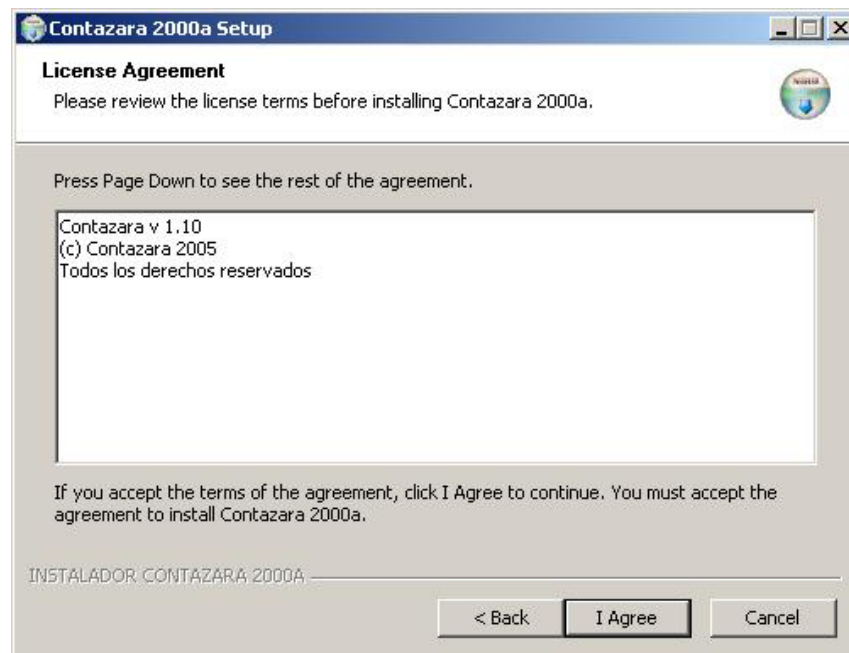 Contazara 2000a Setup
License Agreement
Please review the license terms before installing Contazara 2000a.
Press Page Down to see the rest of the agreement.
Contazara v 1.10
(c) Contazara 2005
Todos los derechos reservados
If you accept the terms of the agreement, click I Agree to continue. You must accept the
agreement to install Contazara 2000a.
INSTALADOR CONTAZARA 2000A
< Back
I Agree
Cancel